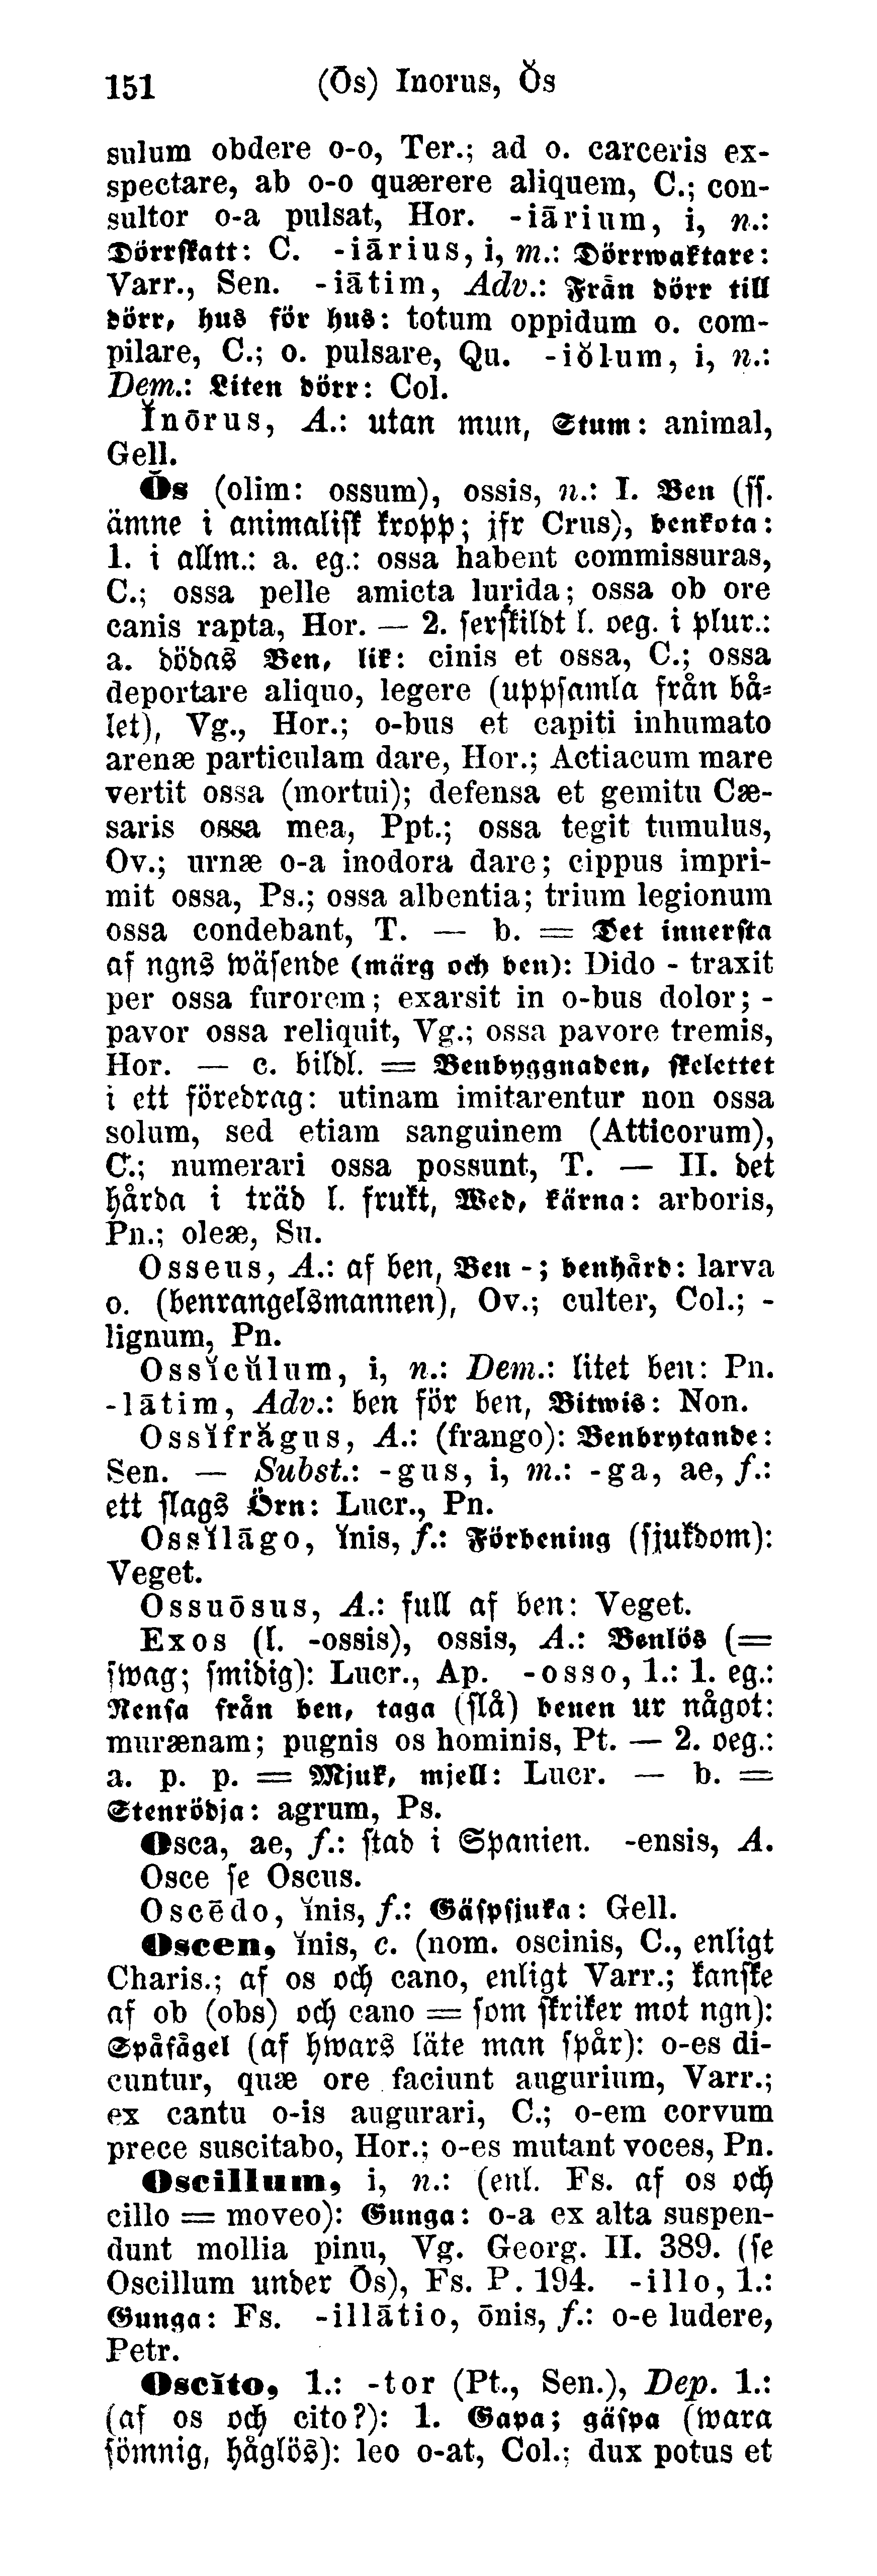 151 (Ōs) Inorus, Ŏs
sulum obdere o-o, Ter.; ad o. carceris ex-
spectare, ab o-o quærere aliquem, C.; con-
sultor o-a pulsat, Hor. -iārium, i, n.:
Dörrskatt: C. -iārius, i, m.: Dörrwaktare:
Varr., Sen. -iātim, Adv.: Från dörr till
dörr, hus för hus: totum oppidum o. com-
pilare, C.; o. pulsare, Qu. -iŏlum, i, n.:
Dem.: Liten dörr: Col.
Ĭnōrus, A.: utan mun, Stum: animal,
Gell.
Ŏs (olim: ossum), ossis, n.: I. Ben (ss.
ämne i animalisk kropp; jfr Crus), benkota:
1. i allm.: a. eg.: ossa habent commissuras,
C.; ossa pelle amicta lurida; ossa ob ore
canis rapta, Hor. — 2. serskildt l. oeg. i plur.:
a. dödas Ben, lik: cinis et ossa, C.; ossa
deportare aliquo, legere (uppsamla från bå-
let), Vg., Hor.; o-bus et capiti inhumato
arenæ particulam dare, Hor.; Actiacum mare
vertit ossa (mortui); defensa et gemitu Cæ-
saris ossa mea, Ppt.; ossa tegit tumulus,
Ov.; urnæ o-a inodora dare; cippus impri-
mit ossa, Ps.; ossa albentia; trium legionum
ossa condebant, T. — b. = Det innersta
af ngns wäsende (märg och ben): Dido - traxit
per ossa furorem; exarsit in o-bus dolor; -
pavor ossa reliquit, Vg.; ossa pavore tremis,
Hor. — c. bildl. = Benbyggnaden, skelettet
i ett föredrag: utinam imitarentur non ossa
solum, sed etiam sanguinem (Atticorum),
C.; numerari ossa possunt, T. — II. det
hårda i träd l. frukt, Wed, kärna: arboris,
Pn.; oleæ, Su.
Osseus, A.: af ben, Ben -; benhård: larva
o. (benrangelsmannen), Ov.; culter, Col.; -
lignum, Pn.
Ossĭcŭlum, i, n.: Dem.: litet ben: Pn.
-lātim, Adv.: ben för ben, Bitwis: Non.
Ossĭfrăgus, A.: (frango): Benbrytande:
Sen. — Subst.: -gus, i, m.: -ga, ae, f.:
ett slags Örn: Lucr., Pn.
Ossĭlāgo, ĭnis, f.: Förbening (sjukdom):
Veget.
Ossuōsus, A.: full af ben: Veget.
Exos (l. -ossis), ossis, A.: Benlös (=
swag; smidig): Lucr., Ap. -osso, 1.: 1. eg.:
Rensa från ben, taga (slå) benen ur något:
murænam; pugnis os hominis, Pt. — 2. oeg.:
a. p. p. = Mjuk, mjell: Lucr. — b. =
Stenrödja: agrum, Ps.
Osca, ae, f.: stad i Spanien. -ensis, A.
Osce se Oscus.
Oscēdo, ĭnis, f.: Gäspsjuka: Gell.
Oscen, ĭnis, c. (nom. oscinis, C., enligt
Charis.; af os och cano, enligt Varr.; kanske
af ob (obs) och cano = som skriker mot ngn):
Spåfågel (af hwars läte man spår): o-es di-
cuntur, quæ ore faciunt augurium, Varr.;
ex cantu o-is augurari, C.; o-em corvum
prece suscitabo, Hor.; o-es mutant voces, Pn.
Oscillum, i, n.: (enl. Fs. af os och
cillo = moveo): Gunga: o-a ex alta suspen-
dunt mollia pinu, Vg. Georg. II. 389. (se
Oscillum under Ōs), Fs. P. 194. -illo, 1.:
Gunga: Fs. -illātio, ōnis, f.: o-e ludere,
Petr.
Oscĭto, 1.: -tor (Pt., Sen.), Dep. 1.:
(af os och cito?): 1. Gapa; gäspa (wara
sömnig, håglös): leo o-at, Col.; dux potus et